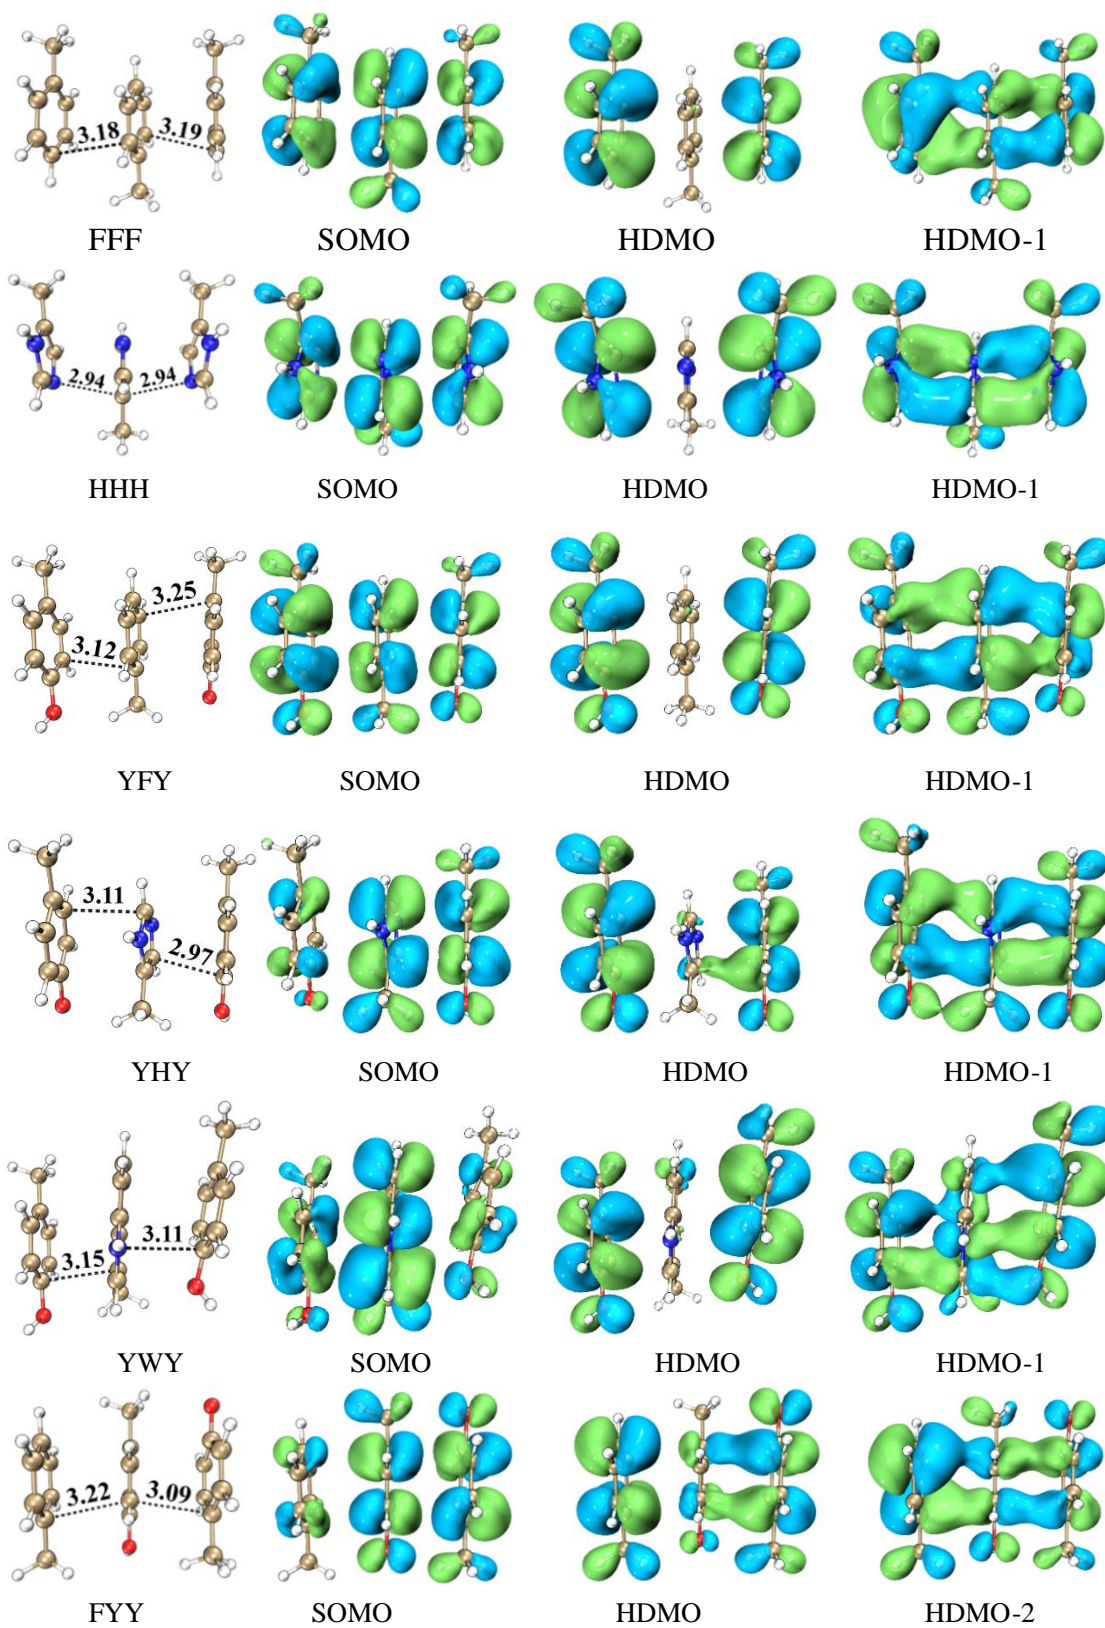 3.18 3.19
FFF SOMO HDMO HDMO-1
2.94 2.94
HHH SOMO HDMO HDMO-1
3.25
3.12
YFY SOMO HDMO HDMO-1
3.11
2.97
YHY SOMO HDMO HDMO-1
3.11
3.15
YWY SOMO HDMO HDMO-1
3.22 3.09
FYY SOMO HDMO HDMO-2